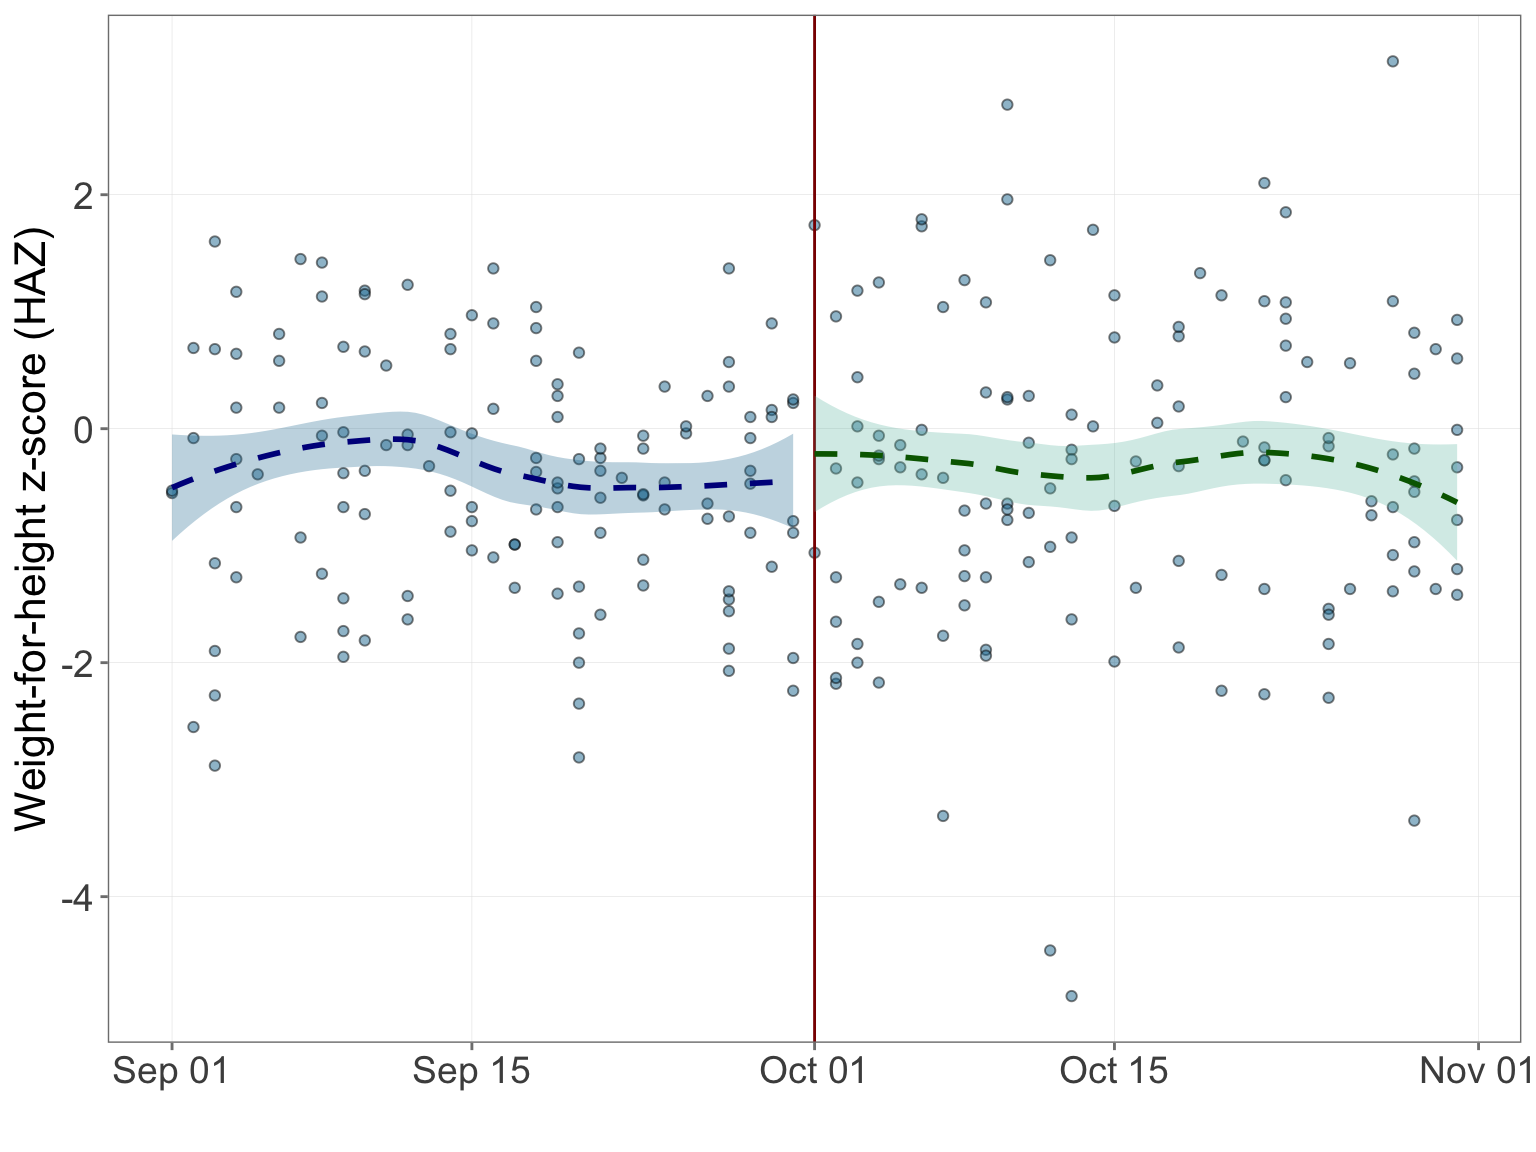 Weight-for-height z-score (HAZ)
2
0
-2
-4
Sep 01
Sep 15
Oct 01
Oct 15
Nov 01